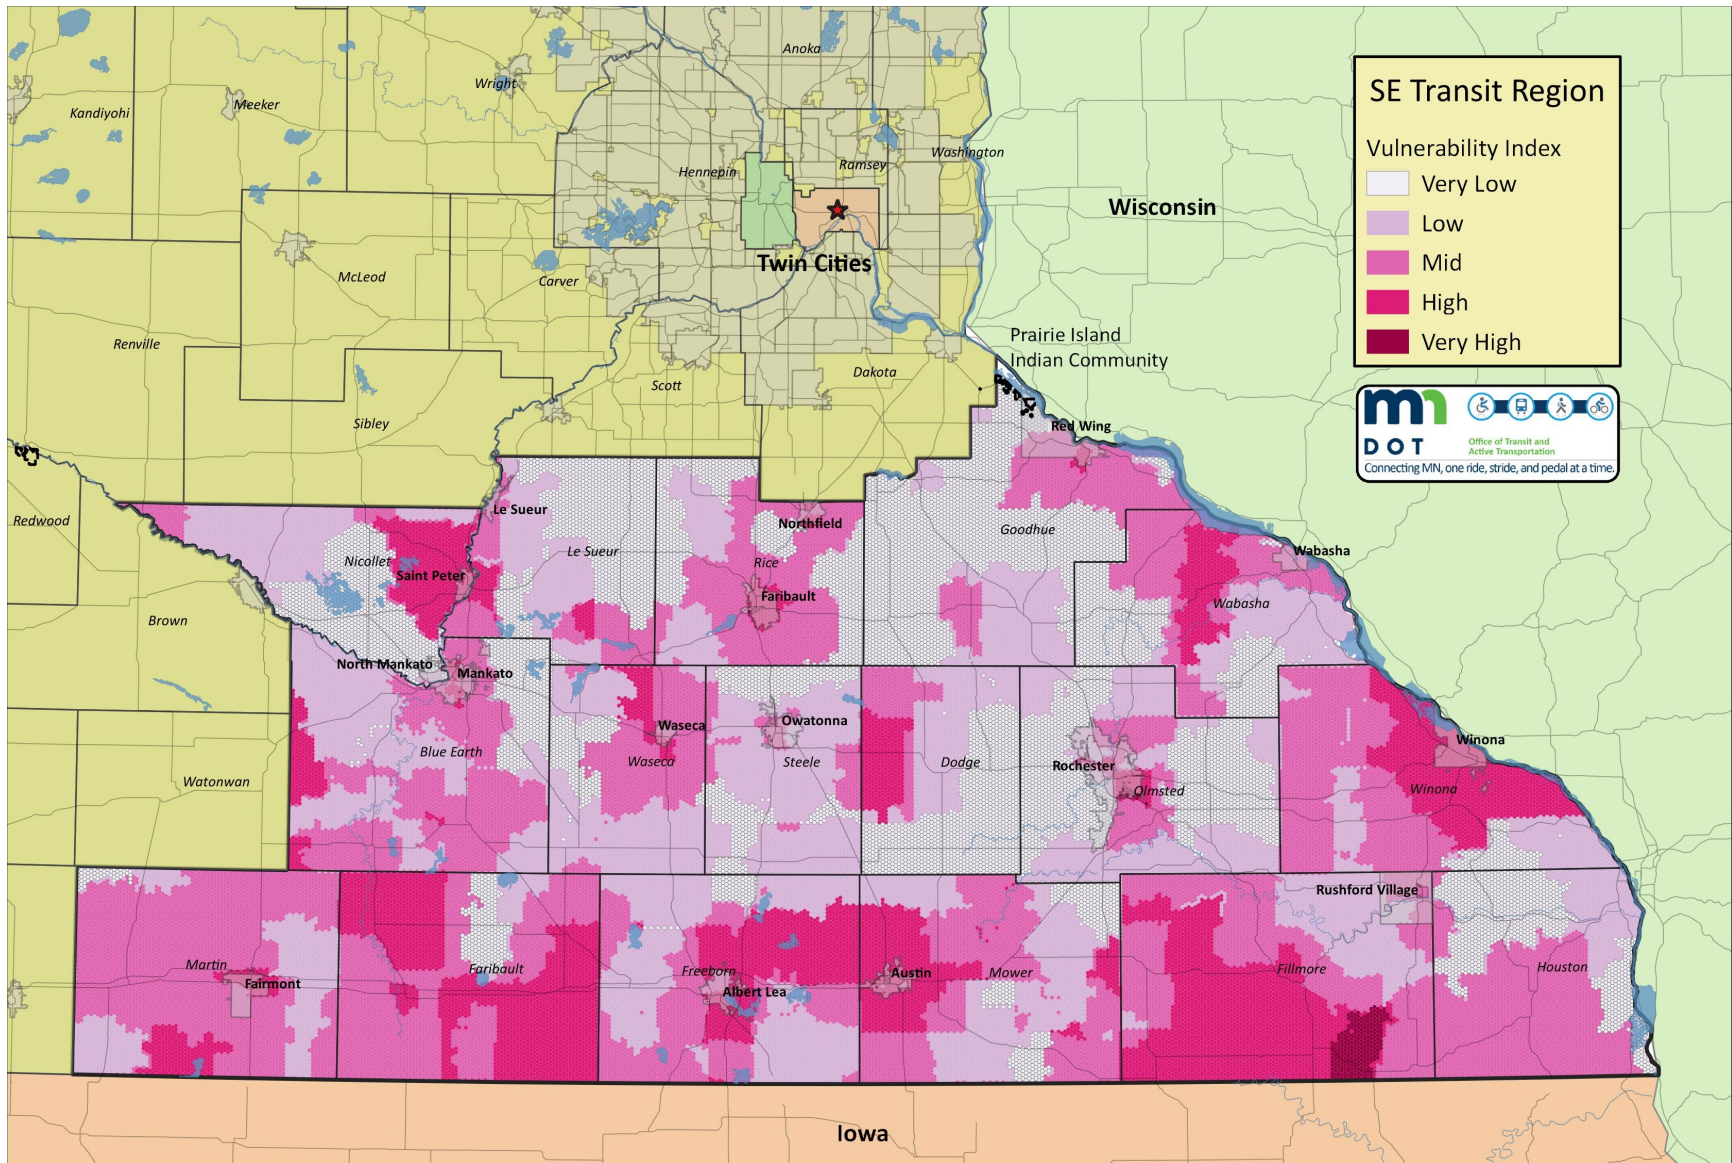 Anoka
Wright
Meeker
Kandiyohi
Washington
Hennepin
Ramsey
Wisconsin
Twin Cities
McLeod
Carver
Renville
Scott
Dakota
Sibley
Prairie Island
Indian Community
Red Wing
SE Transit Region
Vulnerability Index
Very Low
Low
Mid
High
Very High
mn
DOT
Office of Transit and
Active Transportation
Connecting MN, one ride, stride, and pedal at a time.
Redwood
Le Sueur
Northfield
Goodhue
Nicollet
Le Sueur
Rice
Wabasha
Saint Peter
Faribault
Wabasha
Brown
North Mankato
Mankato
Waseca
Owatonna
Winona
Blue Earth
Waseca
Steele
Dodge
Rochester
Olmsted
Winona
Watonwan
Rushford Village
Martin
Fairmont
Faribault
Freeborn
Albert Lea
Austin
Mower
Fillmore
Houston
Iowa